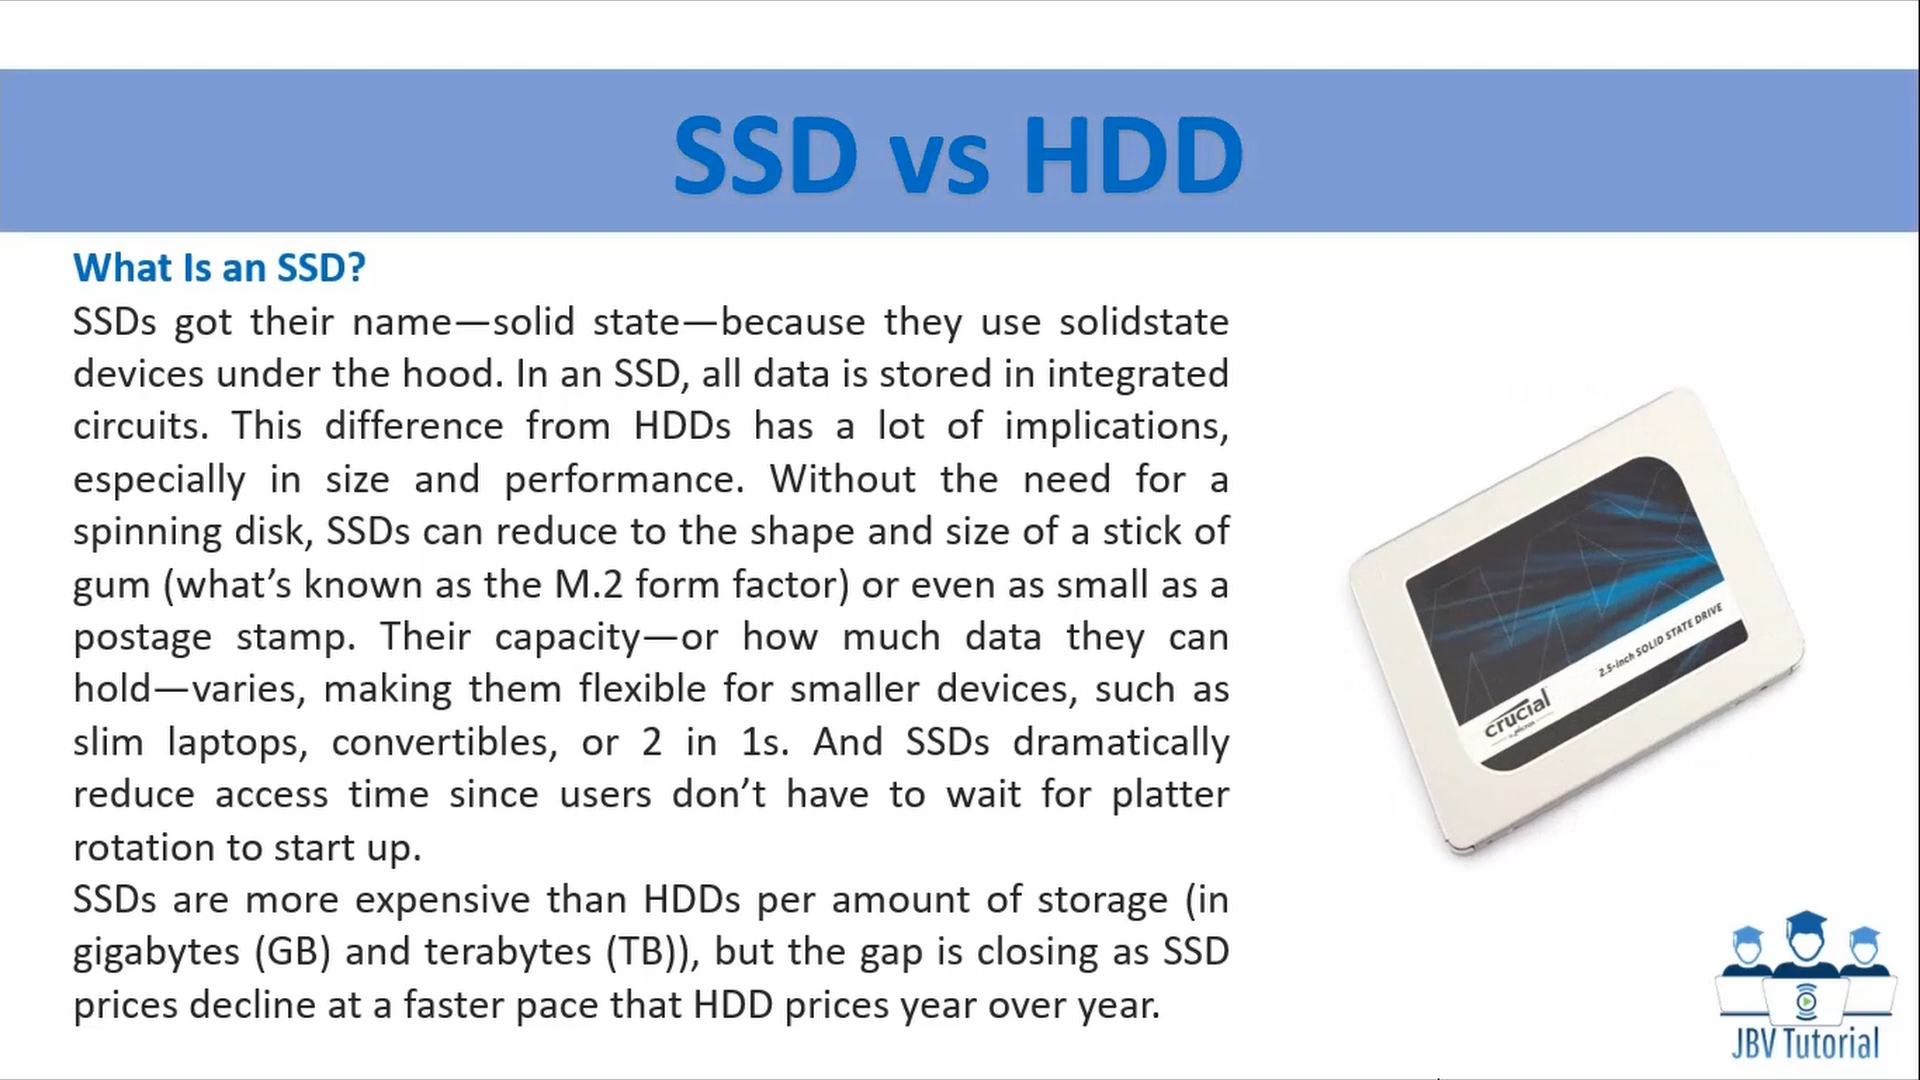 SSD vs HDD
What Is an SSD?
SSDs got their name—solid state—because they use solidstate
devices under the hood. In an SSD, all data is stored in integrated
circuits. This difference from HDDs has a lot of implications,
especially in size and performance. Without the need for a
spinning disk, SSDs can reduce to the shape and size of a stick of
gum (what’s known as the M.2 form factor) or even as small as a
postage stamp. Their capacity—or how much data they can
hold—varies, making them flexible for smaller devices, such as
slim laptops, convertibles, or 2 in 1s. And SSDs dramatically
reduce access time since users don’t have to wait for platter
rotation to start up.
SSDs are more expensive than HDDs per amount of storage (in
gigabytes (GB) and terabytes (TB)), but the gap is closing as SSD
prices decline at a faster pace that HDD prices year over year.
2.5-inch SOLID STATE DRIVE
crucial
JBV Tutorial